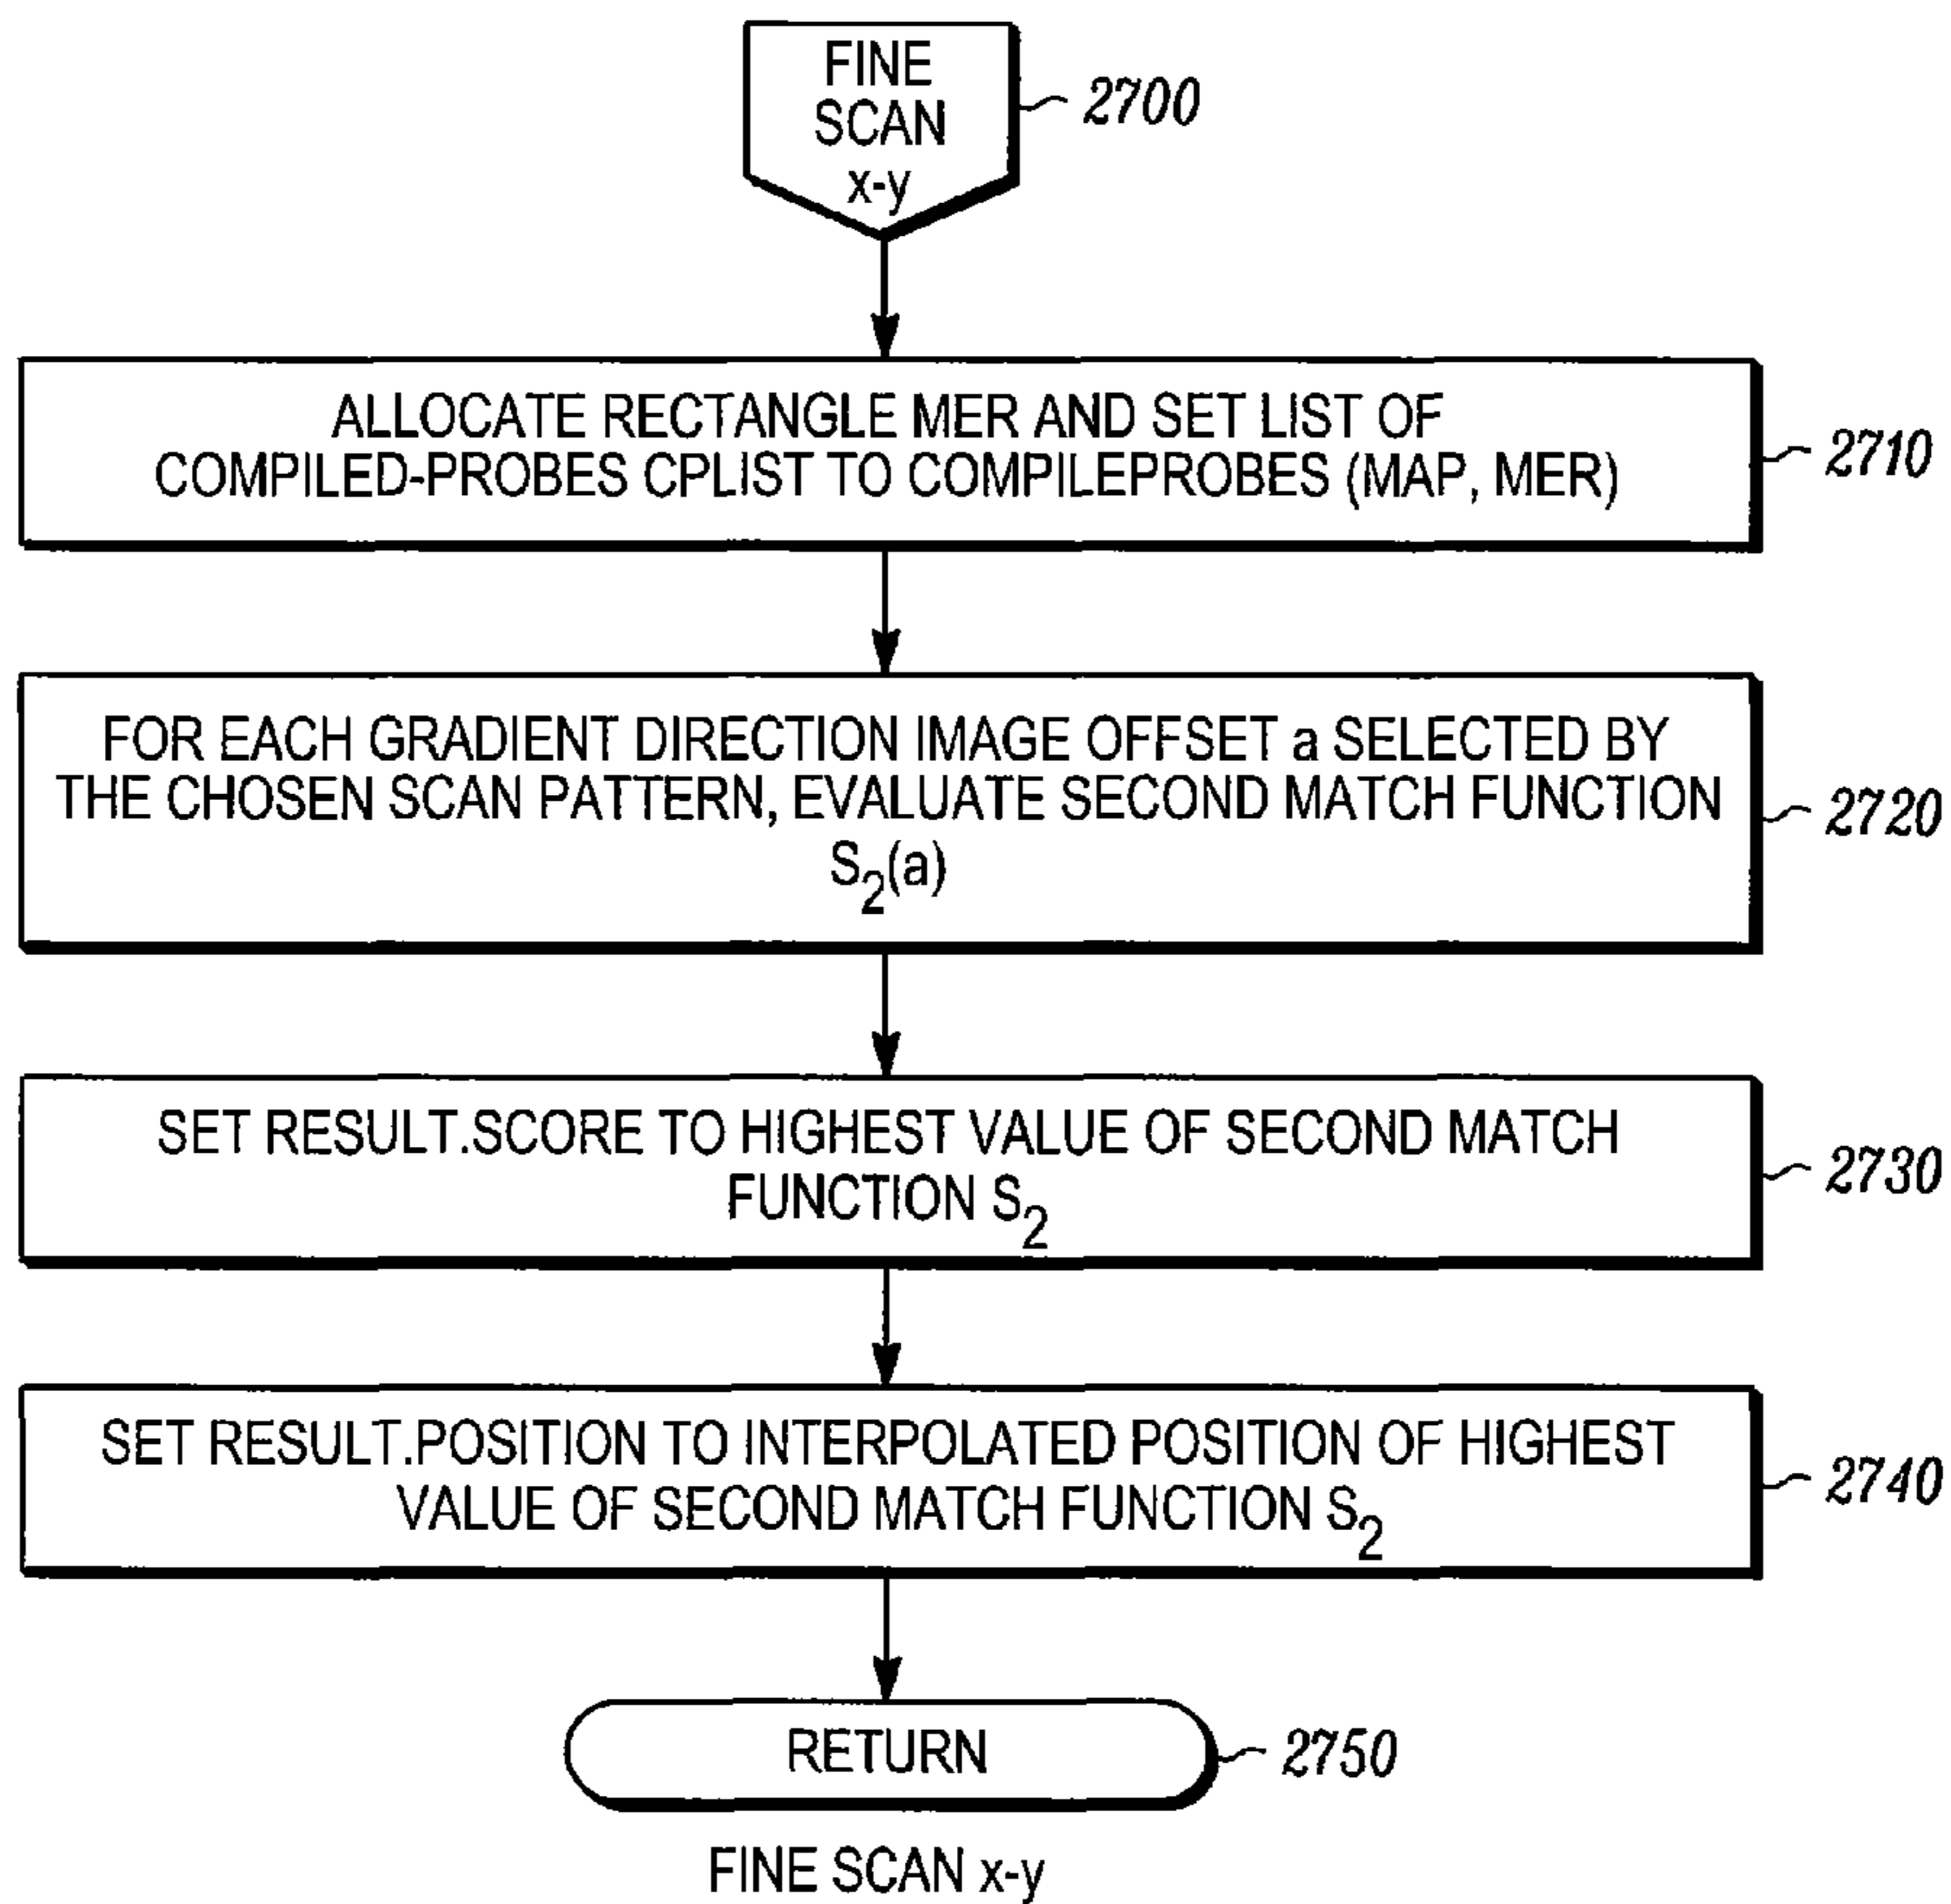 FINE
SCAN
x-y
2700
ALLOCATE RECTANGLE MER AND SET LIST OF
COMPILED-PROBES CPLIST TO COMPILEPROBES (MAP, MER)
2710
FOR EACH GRADIENT DIRECTION IMAGE OFFSET a SELECTED BY
THE CHOSEN SCAN PATTERN, EVALUATE SECOND MATCH FUNCTION
S₂(a)
2720
SET RESULT.SCORE TO HIGHEST VALUE OF SECOND MATCH
FUNCTION S₂
2730
SET RESULT.POSITION TO INTERPOLATED POSITION OF HIGHEST
VALUE OF SECOND MATCH FUNCTION S₂
2740
RETURN
2750
FINE SCAN x-y